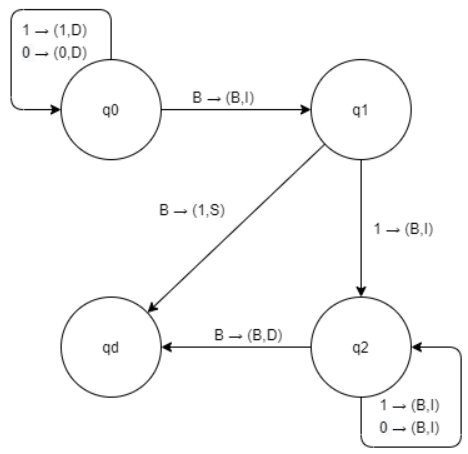 1 → (1,D)
0 → (0,D)
q0
B → (B,I)
q1
B → (1,S)
1 → (B,I)
qd
B → (B,D)
q2
1 → (B,I)
0 → (B,I)